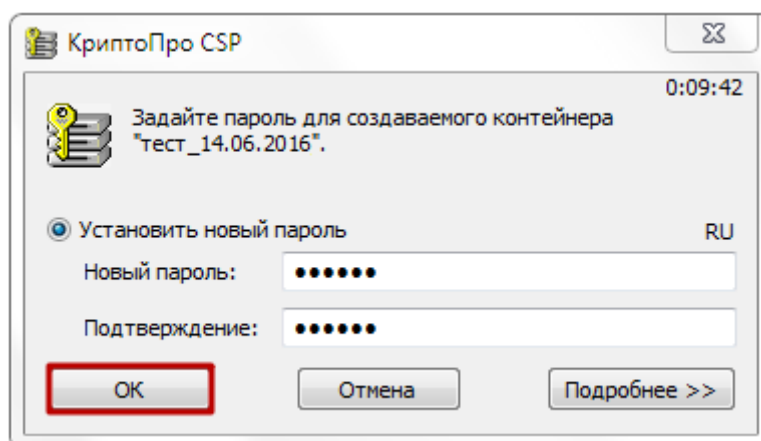 КриптоПро CSP
0:09:42
Задайте пароль для создаваемого контейнера
"тест_14.06.2016".
Установить новый пароль RU
Новый пароль: ●●●●●●
Подтверждение: ●●●●●●
ОК Отмена Подробнее >>